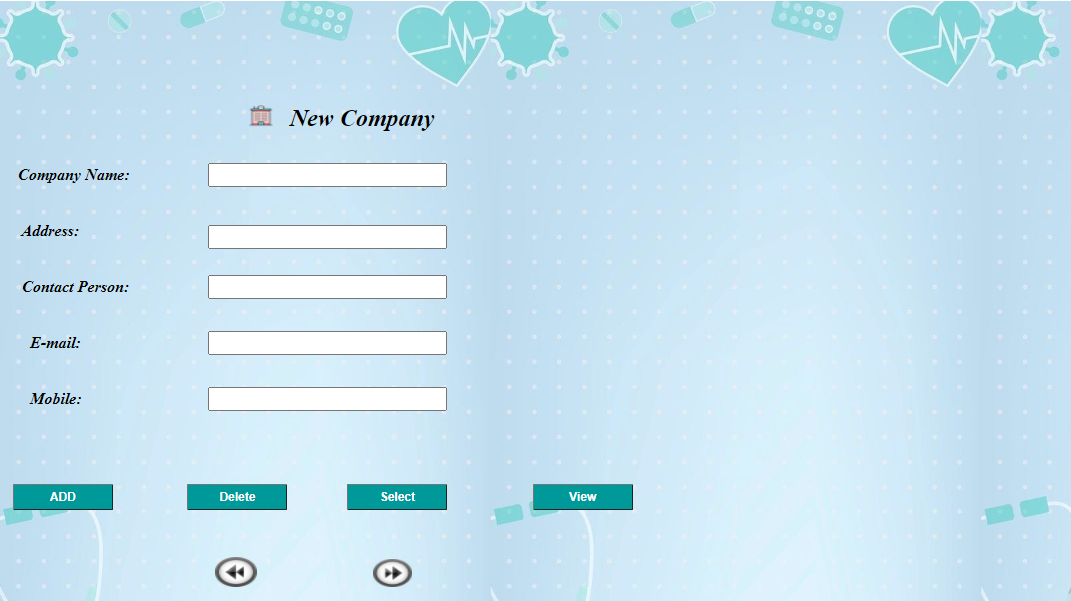 New Company
Company Name:
Address:
Contact Person:
E-mail:
Mobile:
ADD Delete Select View